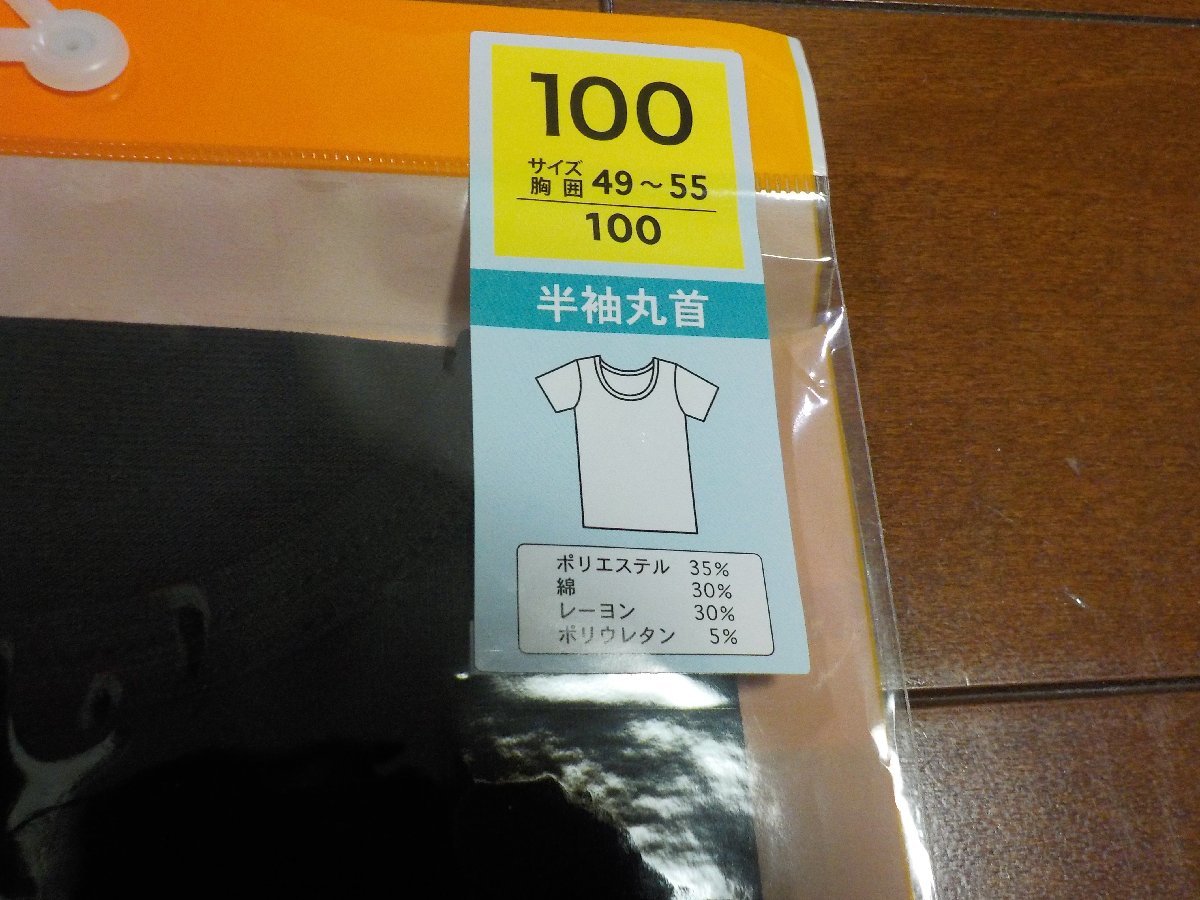 100
サイズ
胸囲 49～55
100
半袖丸首
ポリエステル 35%
綿 30%
レーヨン 30%
ポリウレタン 5%